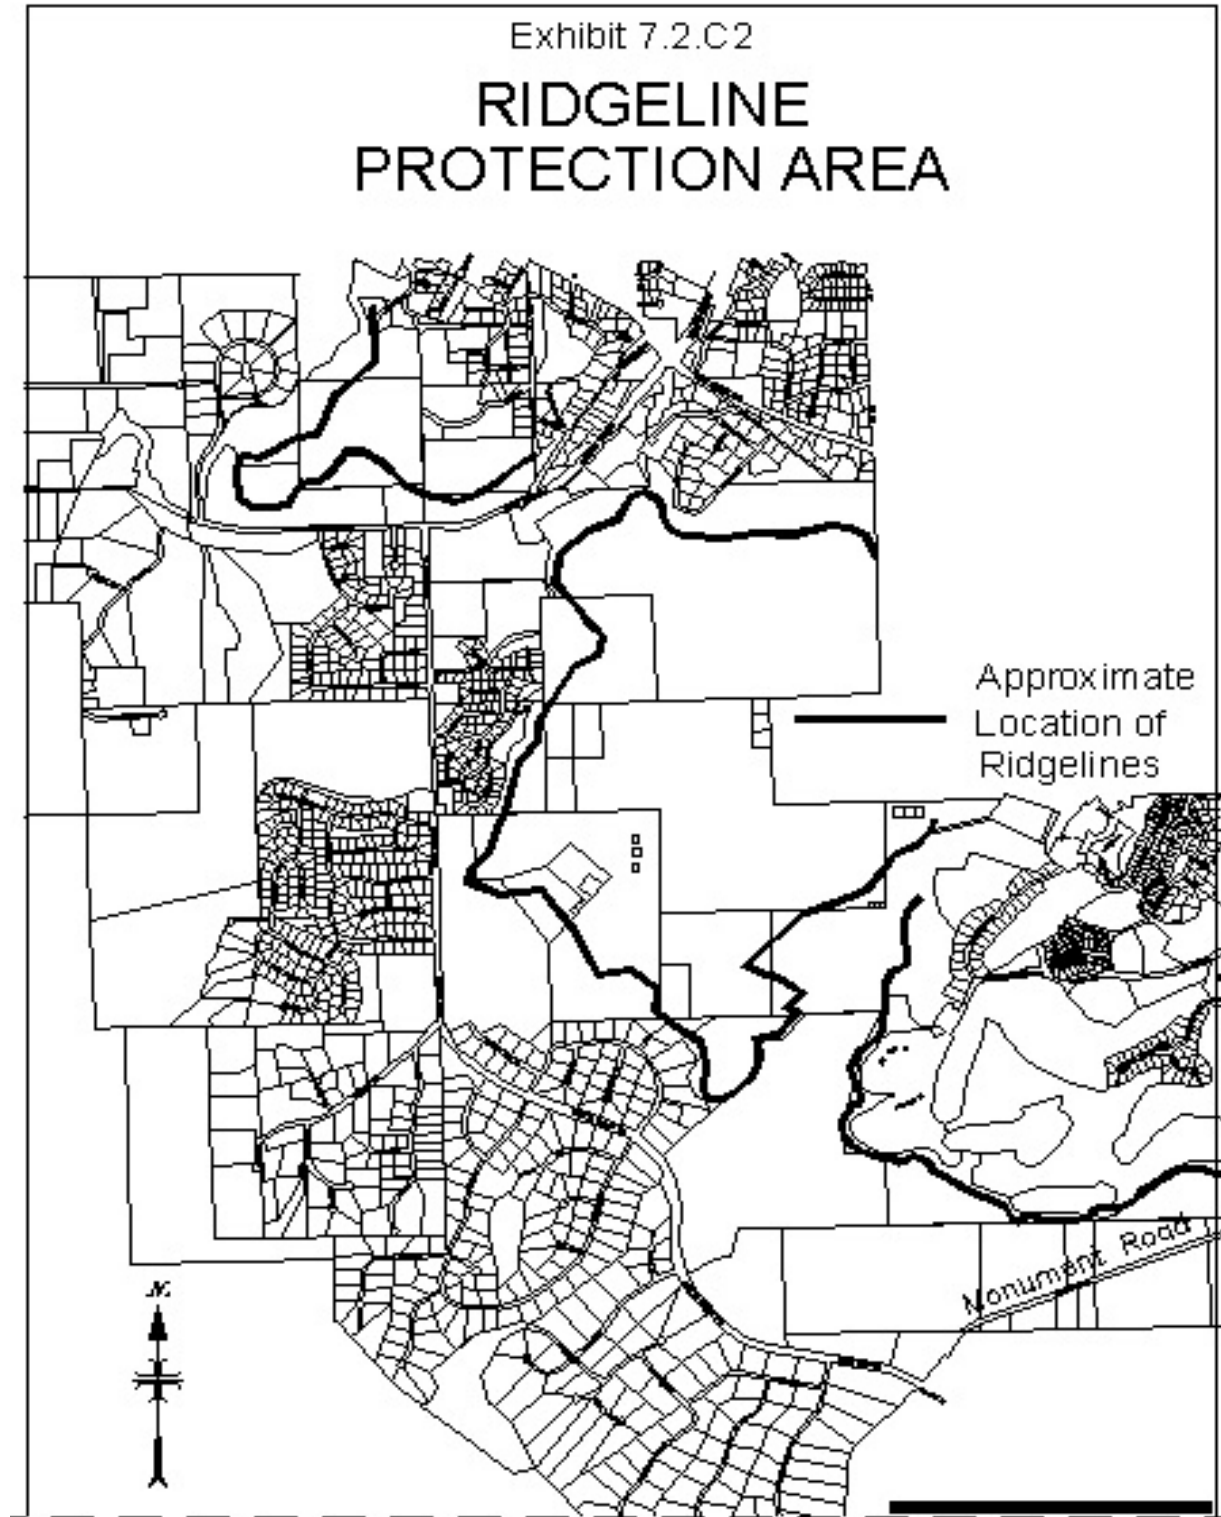 Exhibit 7.2.C2
RIDGELINE
PROTECTION AREA
Approximate
Location of
Ridgelines
Monument Road
N